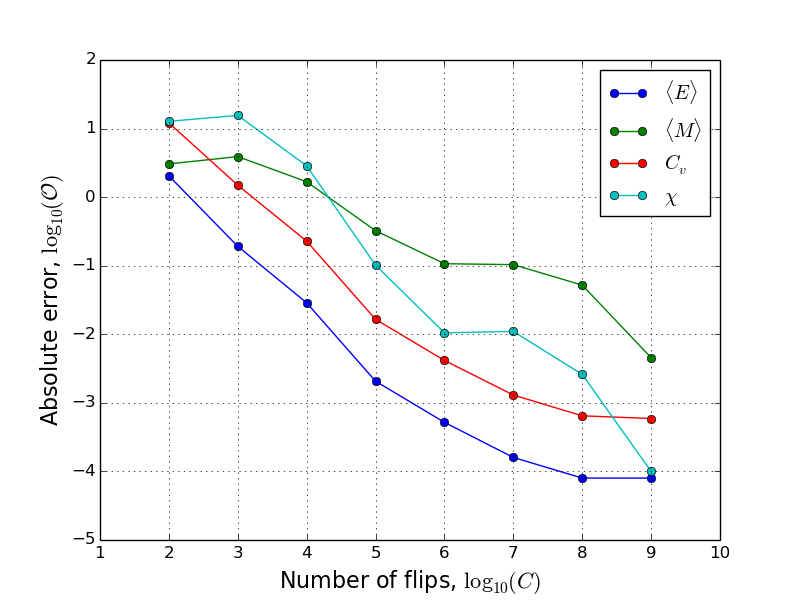 2
1
0
−1
−2
−3
−4
−5
Absolute error, log₁₀(𝒪)
1 2 3 4 5 6 7 8 9 10
Number of flips, log₁₀(C)
⟨E⟩
⟨M⟩
Cᵥ
χ